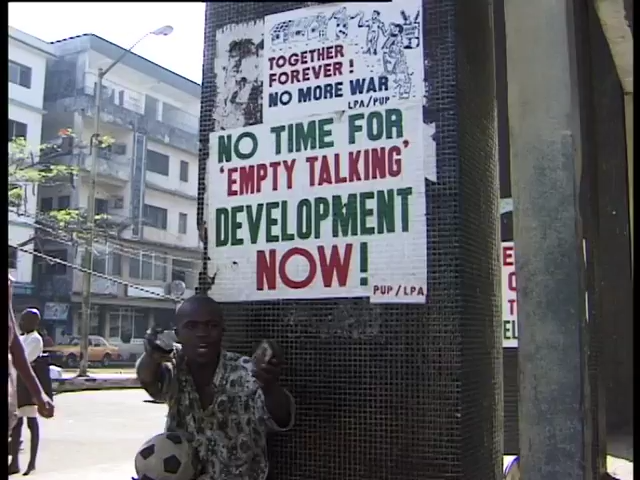 TOGETHER
FOREVER!
NO MORE WAR
LPA/PUP
NO TIME FOR
'EMPTY TALKING'
DEVELOPMENT
NOW!
PUP/LPA